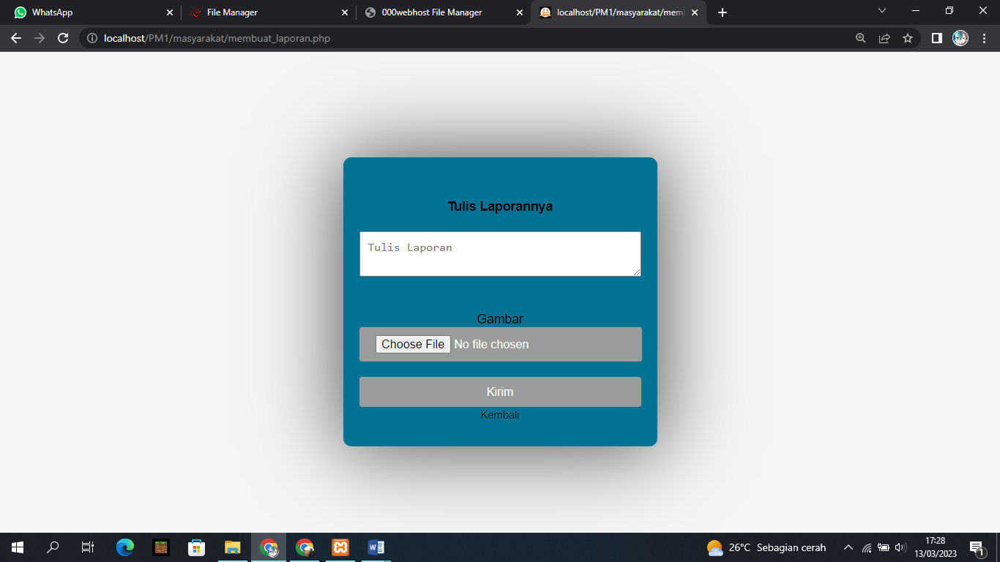 WhatsApp
File Manager
000webhost File Manager
localhost/PM1/masyarakat/mem
localhost/PM1/masyarakat/membuat_laporan.php
Tulis Laporannya
Tulis Laporan
Gambar
Choose File No file chosen
Kirim
Kembali
26°C Sebagian cerah
17:28
13/03/2023
1